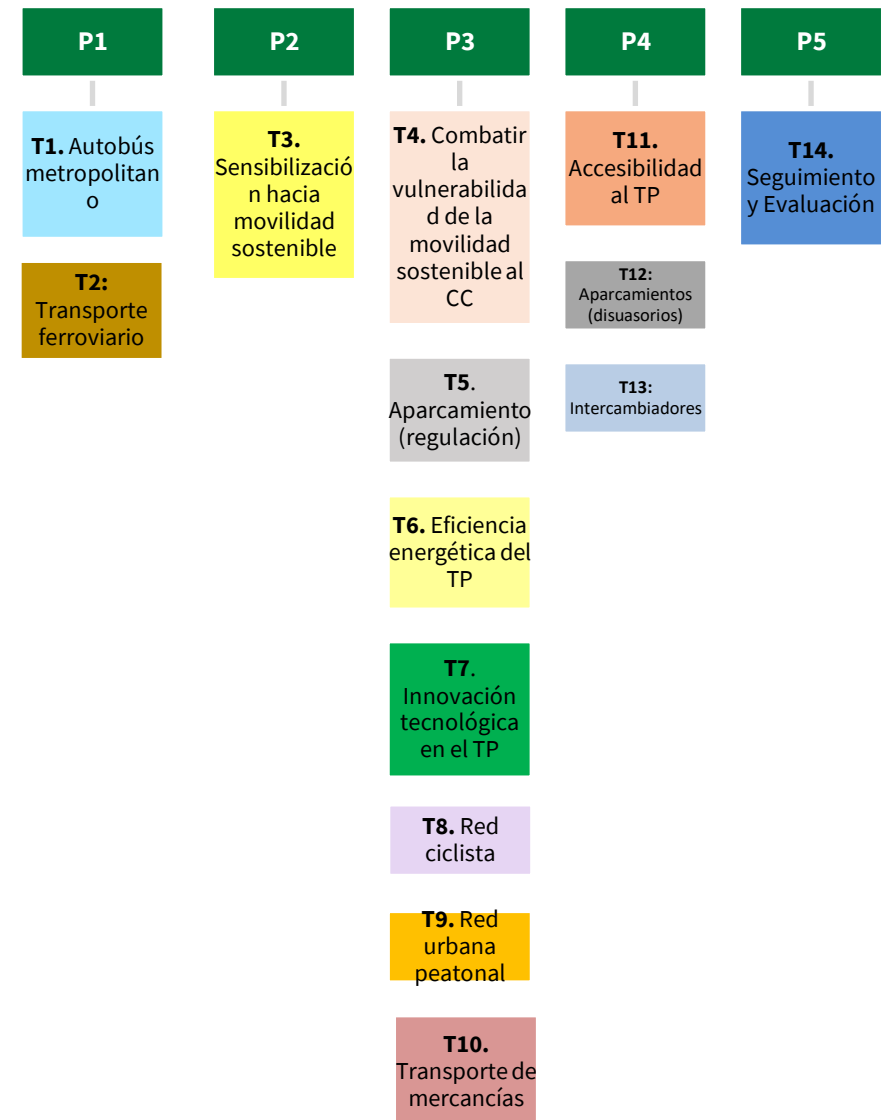 P1
T1. Autobús
metropolitan
o
T2:
Transporte
ferroviario
P2
T3.
Sensibilizació
n hacia
movilidad
sostenible
P3
T4. Combatir
la
vulnerabilida
d de la
movilidad
sostenible al
CC
T5.
Aparcamiento
(regulación)
T6. Eficiencia
energética del
TP
T7.
Innovación
tecnológica
en el TP
T8. Red
ciclista
T9. Red
urbana
peatonal
T10.
Transporte de
mercancías
P4
T11.
Accesibilidad
al TP
T12:
Aparcamientos
(disuasorios)
T13:
Intercambiadores
P5
T14.
Seguimiento
y Evaluación